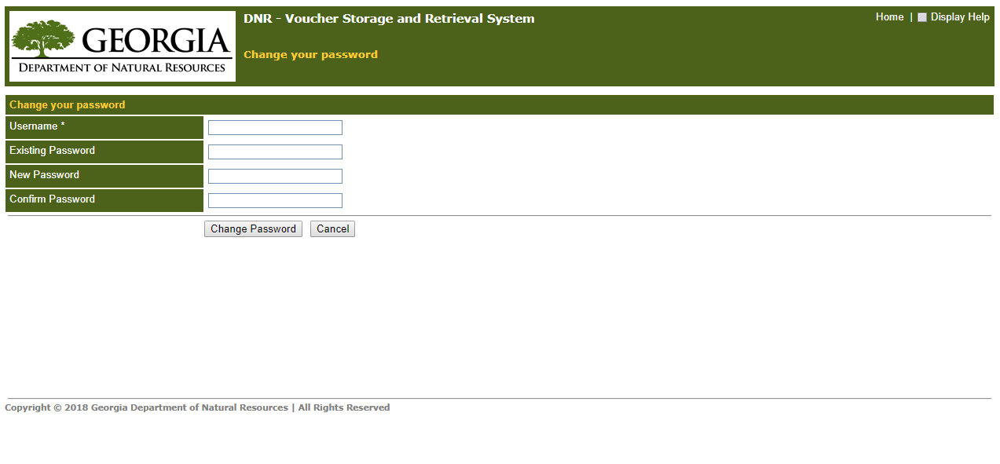 GEORGIA
DEPARTMENT OF NATURAL RESOURCES
DNR - Voucher Storage and Retrieval System
Home | Display Help
Change your password
Change your password
Username *
Existing Password
New Password
Confirm Password
Change Password Cancel
Copyright © 2018 Georgia Department of Natural Resources | All Rights Reserved